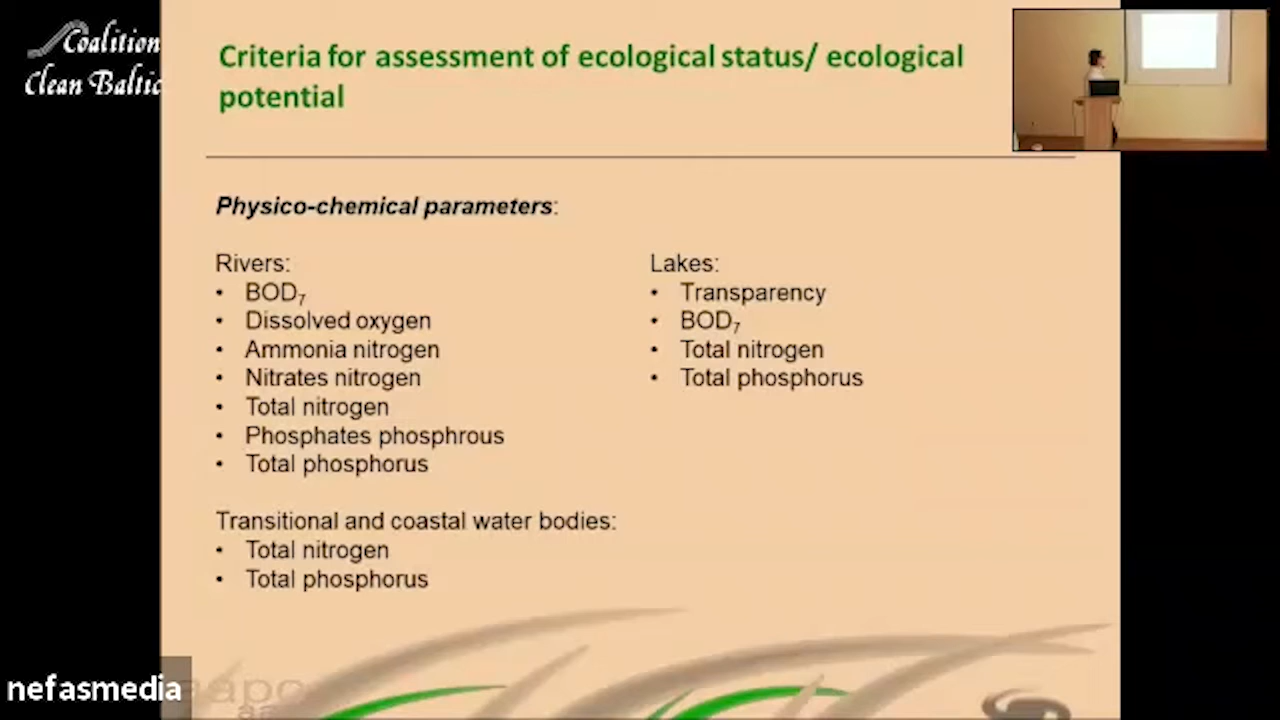 Coalition
Clean Baltic
Criteria for assessment of ecological status/ ecological
potential
Physico-chemical parameters:
Rivers:
• BOD7
• Dissolved oxygen
• Ammonia nitrogen
• Nitrates nitrogen
• Total nitrogen
• Phosphates phosphrous
• Total phosphorus
Lakes:
• Transparency
• BOD7
• Total nitrogen
• Total phosphorus
Transitional and coastal water bodies:
• Total nitrogen
• Total phosphorus
nefasmedia